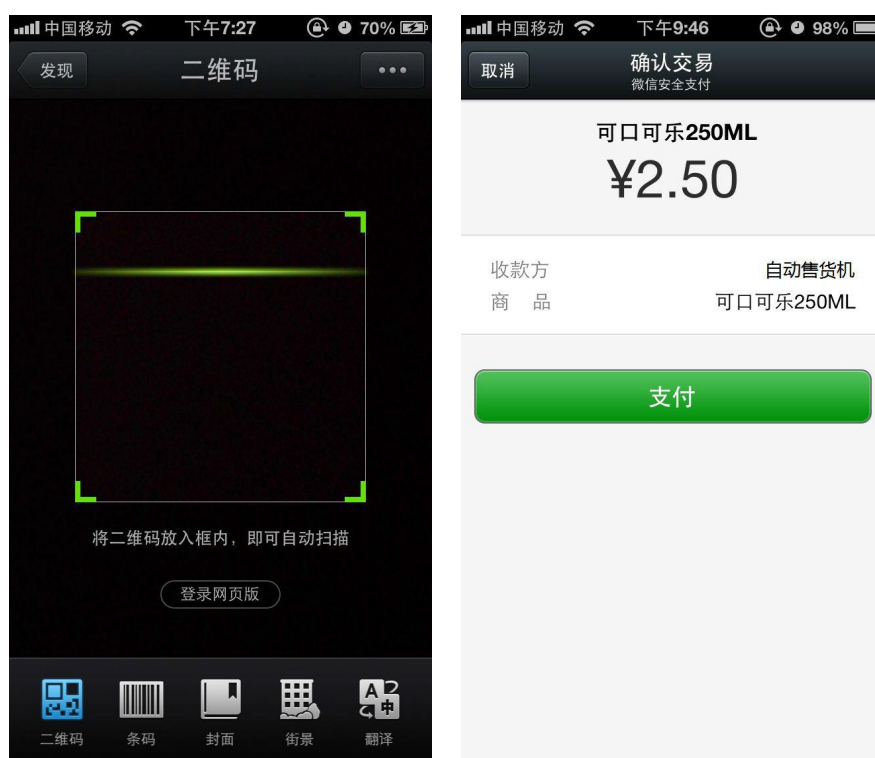 中国移动 下午7:27 70%
发现 二维码
将二维码放入框内，即可自动扫描
登录网页版
二维码 条码 封面 街景 翻译
中国移动 下午9:46 98%
取消 确认交易
微信安全支付
可口可乐250ML
¥2.50
收款方 自动售货机
商 品 可口可乐250ML
支付